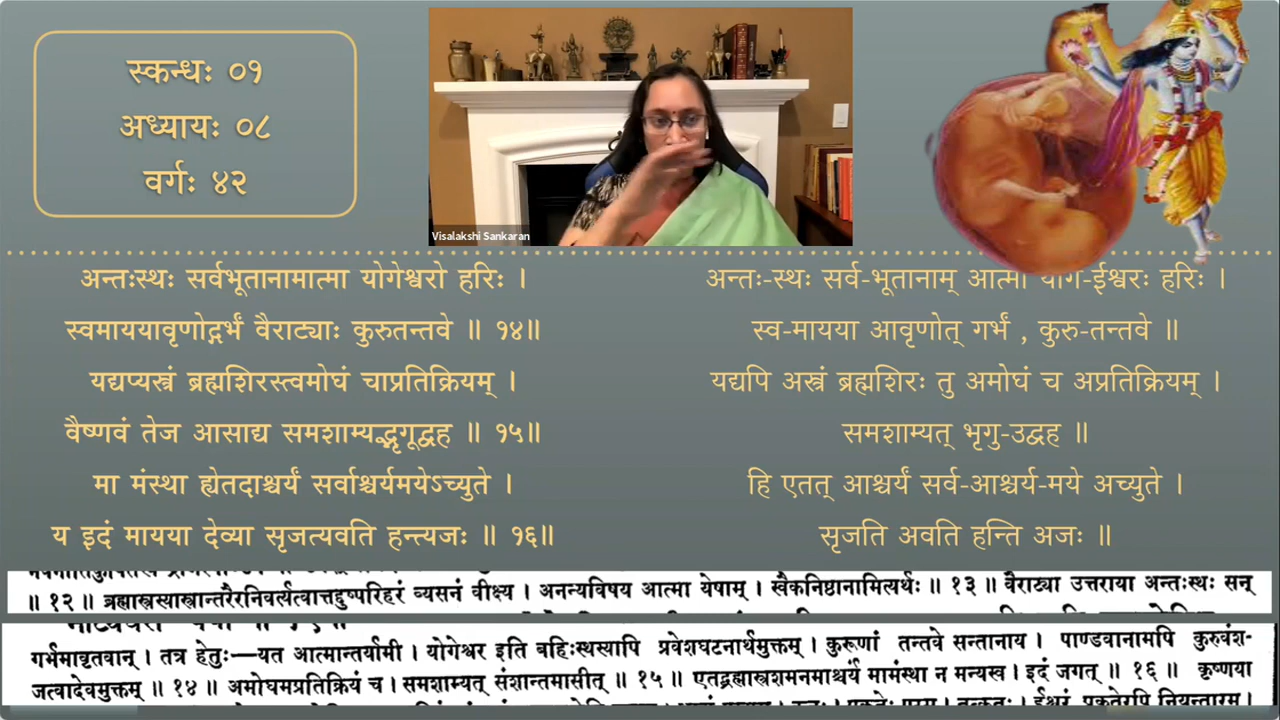 स्कन्धः ०१
अध्यायः ०८
वर्गः ४२
Visalakshi Sankaran
अन्तःस्थः सर्वभूतानामात्मा योगेश्वरो हरिः ।
स्वमाययावृणोद्गर्भं वैराट्याः कुरुतन्तवे ॥ १४॥
यद्यप्यस्त्रं ब्रह्मशिरस्त्वमोघं चाप्रतिक्रियम् ।
वैष्णवं तेज आसाद्य समशाम्यद्भृगूद्वह ॥ १५॥
मा मंस्था ह्येतदाश्चर्यं सर्वाश्चर्यमयेऽच्युते ।
य इदं मायया देव्या सृजत्यवति हन्त्यजः ॥ १६॥
अन्तः-स्थः सर्व-भूतानाम् आत्मा योग-ईश्वरः हरिः ।
स्व-मायया आवृणोत् गर्भं , कुरु-तन्तवे ॥
यद्यपि अस्त्रं ब्रह्मशिरः तु अमोघं च अप्रतिक्रियम् ।
समशाम्यत् भृगु-उद्वह ॥
हि एतत् आश्चर्यं सर्व-आश्चर्य-मये अच्युते ।
सृजति अवति हन्ति अजः ॥
॥ १२ ॥ ब्रह्मास्त्रस्यास्त्रान्तरैरनिवर्त्यत्वात्तद्दुष्परिहरं व्यसनं वीक्ष्य । अनन्यविषय आत्मा येषाम् । स्वैकनिष्ठानामित्यर्थः ॥ १३ ॥ वैराट्या उत्तराया अन्तःस्थः सन्
गर्भमावृतवान् । तत्र हेतुः—यत आत्मान्तर्यामी । योगेश्वर इति बहिःस्थस्यापि प्रवेशघटनार्थमुक्तम् । कुरूणां तन्तवे सन्तानाय । पाण्डवानामपि कुरुवंश-
जत्वादेवमुक्तम् ॥ १४ ॥ अमोघमप्रतिक्रियं च । समशाम्यत् संशान्तमासीत् ॥ १५ ॥ एतद्ब्रह्मास्त्रशमनमाश्चर्यं मामंस्था न मन्यस्व । इदं जगत् ॥ १६ ॥ कृष्णया